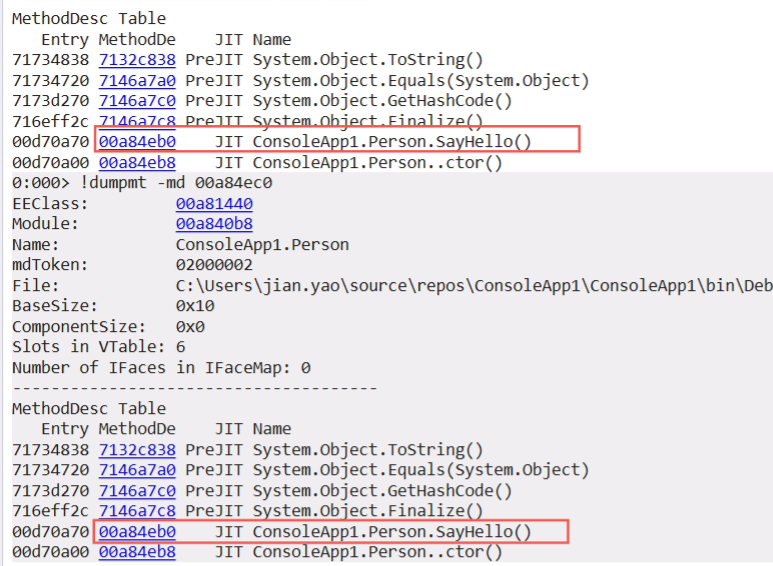 MethodDesc Table
   Entry MethodDe    JIT Name
71734838 7132c838 PreJIT System.Object.ToString()
71734720 7146a7a0 PreJIT System.Object.Equals(System.Object)
7173d270 7146a7c0 PreJIT System.Object.GetHashCode()
716eff2c 7146a7c8 PreJIT System.Object.Finalize()
00d70a70 00a84eb0    JIT ConsoleApp1.Person.SayHello()
00d70a00 00a84eb8    JIT ConsoleApp1.Person..ctor()
0:000> !dumpmt -md 00a84ec0
EEClass:         00a81440
Module:          00a840b8
Name:            ConsoleApp1.Person
mdToken:         02000002
File:            C:\Users\jian.yao\source\repos\ConsoleApp1\ConsoleApp1\bin\Deb
BaseSize:        0x10
ComponentSize:   0x0
Slots in VTable: 6
Number of IFaces in IFaceMap: 0
--------------------------------------
MethodDesc Table
   Entry MethodDe    JIT Name
71734838 7132c838 PreJIT System.Object.ToString()
71734720 7146a7a0 PreJIT System.Object.Equals(System.Object)
7173d270 7146a7c0 PreJIT System.Object.GetHashCode()
716eff2c 7146a7c8 PreJIT System.Object.Finalize()
00d70a70 00a84eb0    JIT ConsoleApp1.Person.SayHello()
00d70a00 00a84eb8    JIT ConsoleApp1.Person..ctor()